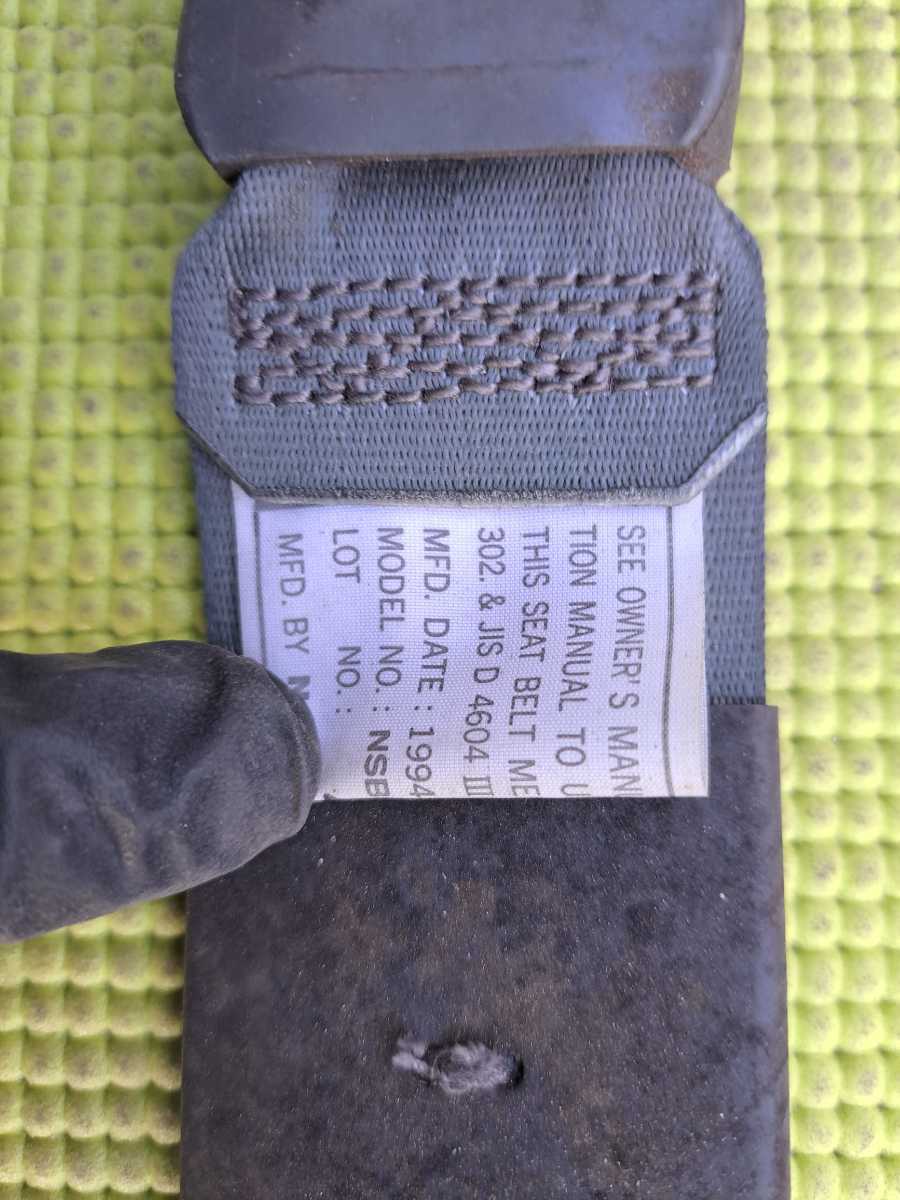 SEE OWNER'S MAN
TION MANUAL TO
THIS SEAT BELT ME
302. & JIS D 4604 III
MFD. DATE : 1994
MODEL NO. : NSB
LOT NO. :
MFD. BY